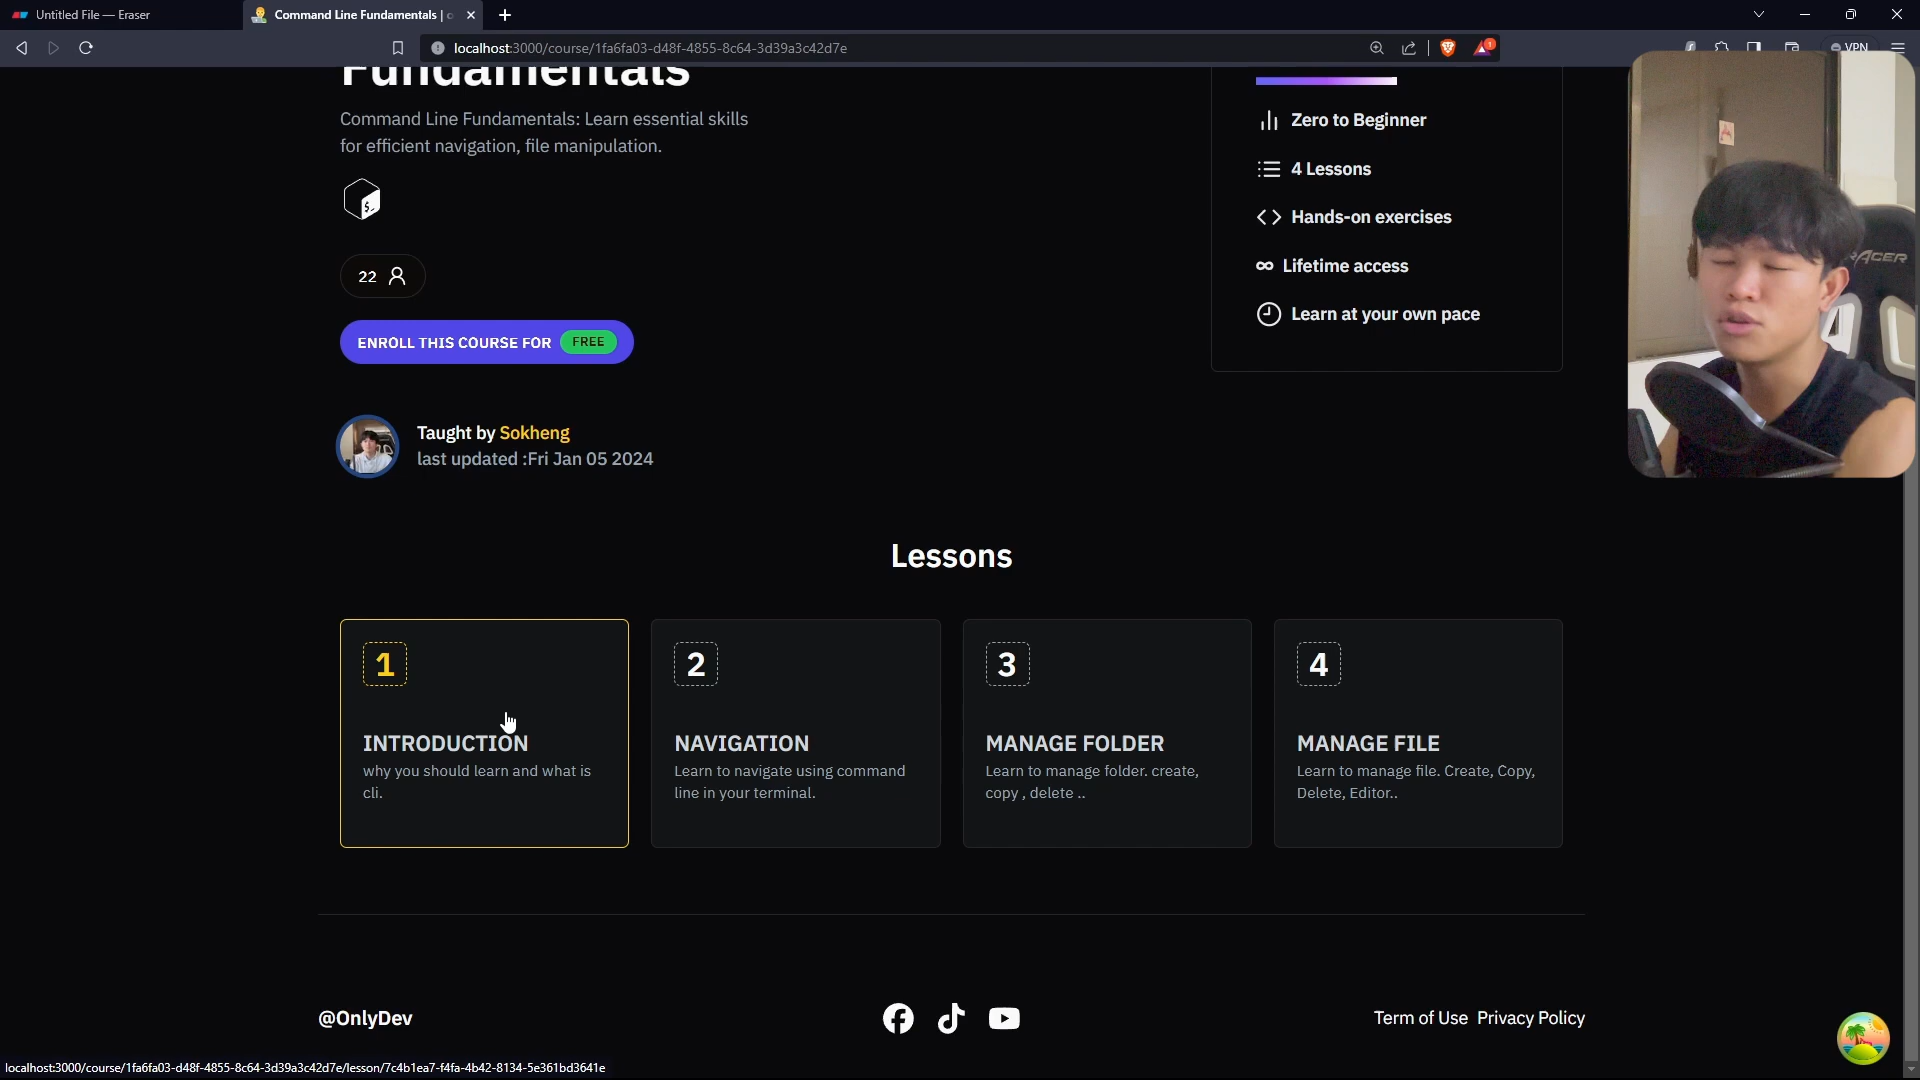 Untitled File — Eraser
Command Line Fundamentals |
localhost:3000/course/1fa6fa03-d48f-4855-8c64-3d39a3c42d7e
1
VPN
Fundamentals
Command Line Fundamentals: Learn essential skills
for efficient navigation, file manipulation.
$_
22
ENROLL THIS COURSE FOR FREE
Taught by Sokheng
last updated :Fri Jan 05 2024
Zero to Beginner
4 Lessons
Hands-on exercises
Lifetime access
Learn at your own pace
Lessons
1
INTRODUCTION
why you should learn and what is
cli.
2
NAVIGATION
Learn to navigate using command
line in your terminal.
3
MANAGE FOLDER
Learn to manage folder. create,
copy , delete ..
4
MANAGE FILE
Learn to manage file. Create, Copy,
Delete, Editor..
@OnlyDev
Term of Use Privacy Policy
localhost:3000/course/1fa6fa03-d48f-4855-8c64-3d39a3c42d7e/lesson/7c4b1ea7-f4fa-4b42-8134-5e361bd3641e